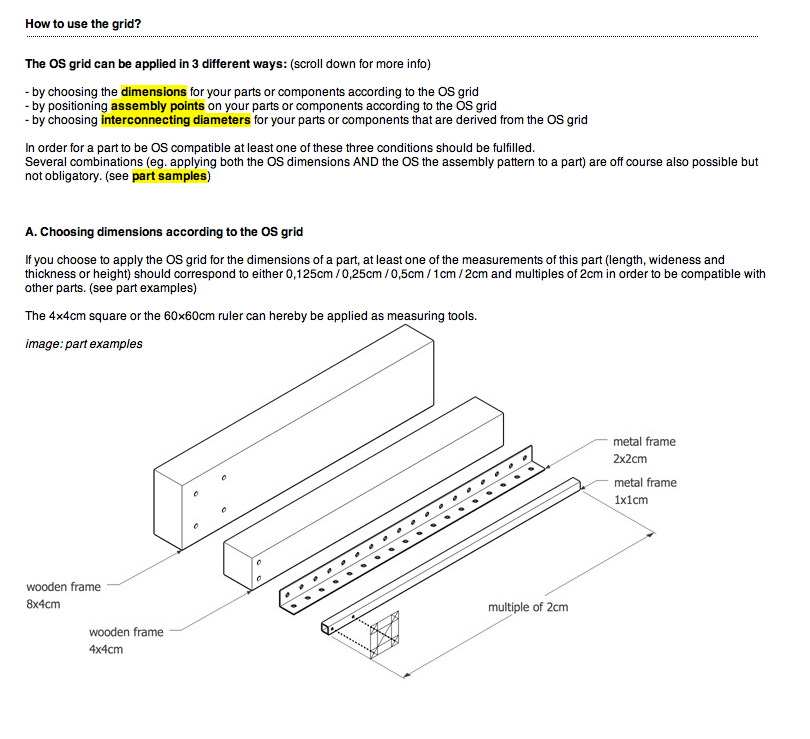 How to use the grid?
The OS grid can be applied in 3 different ways: (scroll down for more info)
- by choosing the dimensions for your parts or components according to the OS grid
- by positioning assembly points on your parts or components according to the OS grid
- by choosing interconnecting diameters for your parts or components that are derived from the OS grid
In order for a part to be OS compatible at least one of these three conditions should be fulfilled.
Several combinations (eg. applying both the OS dimensions AND the OS the assembly pattern to a part) are off course also possible but
not obligatory. (see part samples)
A. Choosing dimensions according to the OS grid
If you choose to apply the OS grid for the dimensions of a part, at least one of the measurements of this part (length, wideness and
thickness or height) should correspond to either 0,125cm / 0,25cm / 0,5cm / 1cm / 2cm and multiples of 2cm in order to be compatible with
other parts. (see part examples)
The 4x4cm square or the 60x60cm ruler can hereby be applied as measuring tools.
image: part examples
metal frame
2x2cm
metal frame
1x1cm
wooden frame
8x4cm
multiple of 2cm
wooden frame
4x4cm